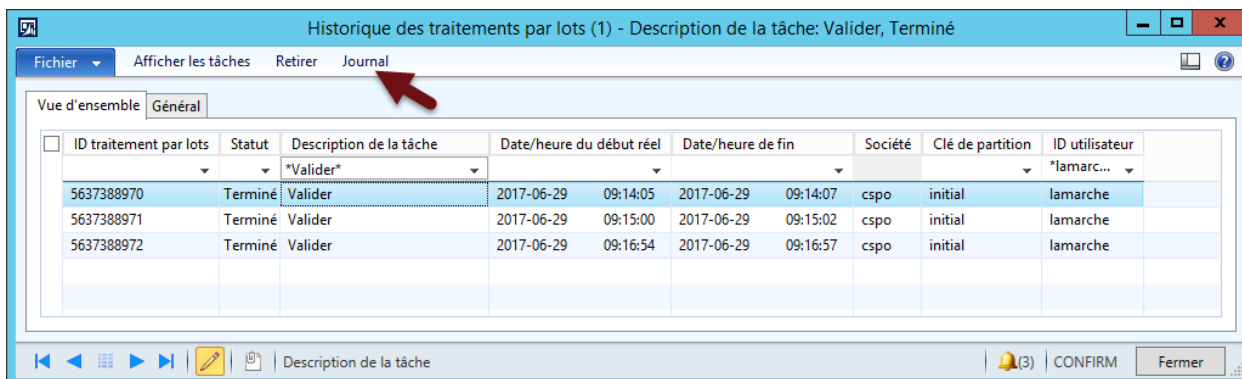 Historique des traitements par lots (1) - Description de la tâche: Valider, Terminé
Fichier Afficher les tâches Retirer Journal
Vue d'ensemble Général
ID traitement par lots Statut Description de la tâche Date/heure du début réel Date/heure de fin Société Clé de partition ID utilisateur
*Valider* *lamarc...
5637388970 Terminé Valider 2017-06-29 09:14:05 2017-06-29 09:14:07 cspo initial lamarche
5637388971 Terminé Valider 2017-06-29 09:15:00 2017-06-29 09:15:02 cspo initial lamarche
5637388972 Terminé Valider 2017-06-29 09:16:54 2017-06-29 09:16:57 cspo initial lamarche
Description de la tâche (3) CONFIRM Fermer